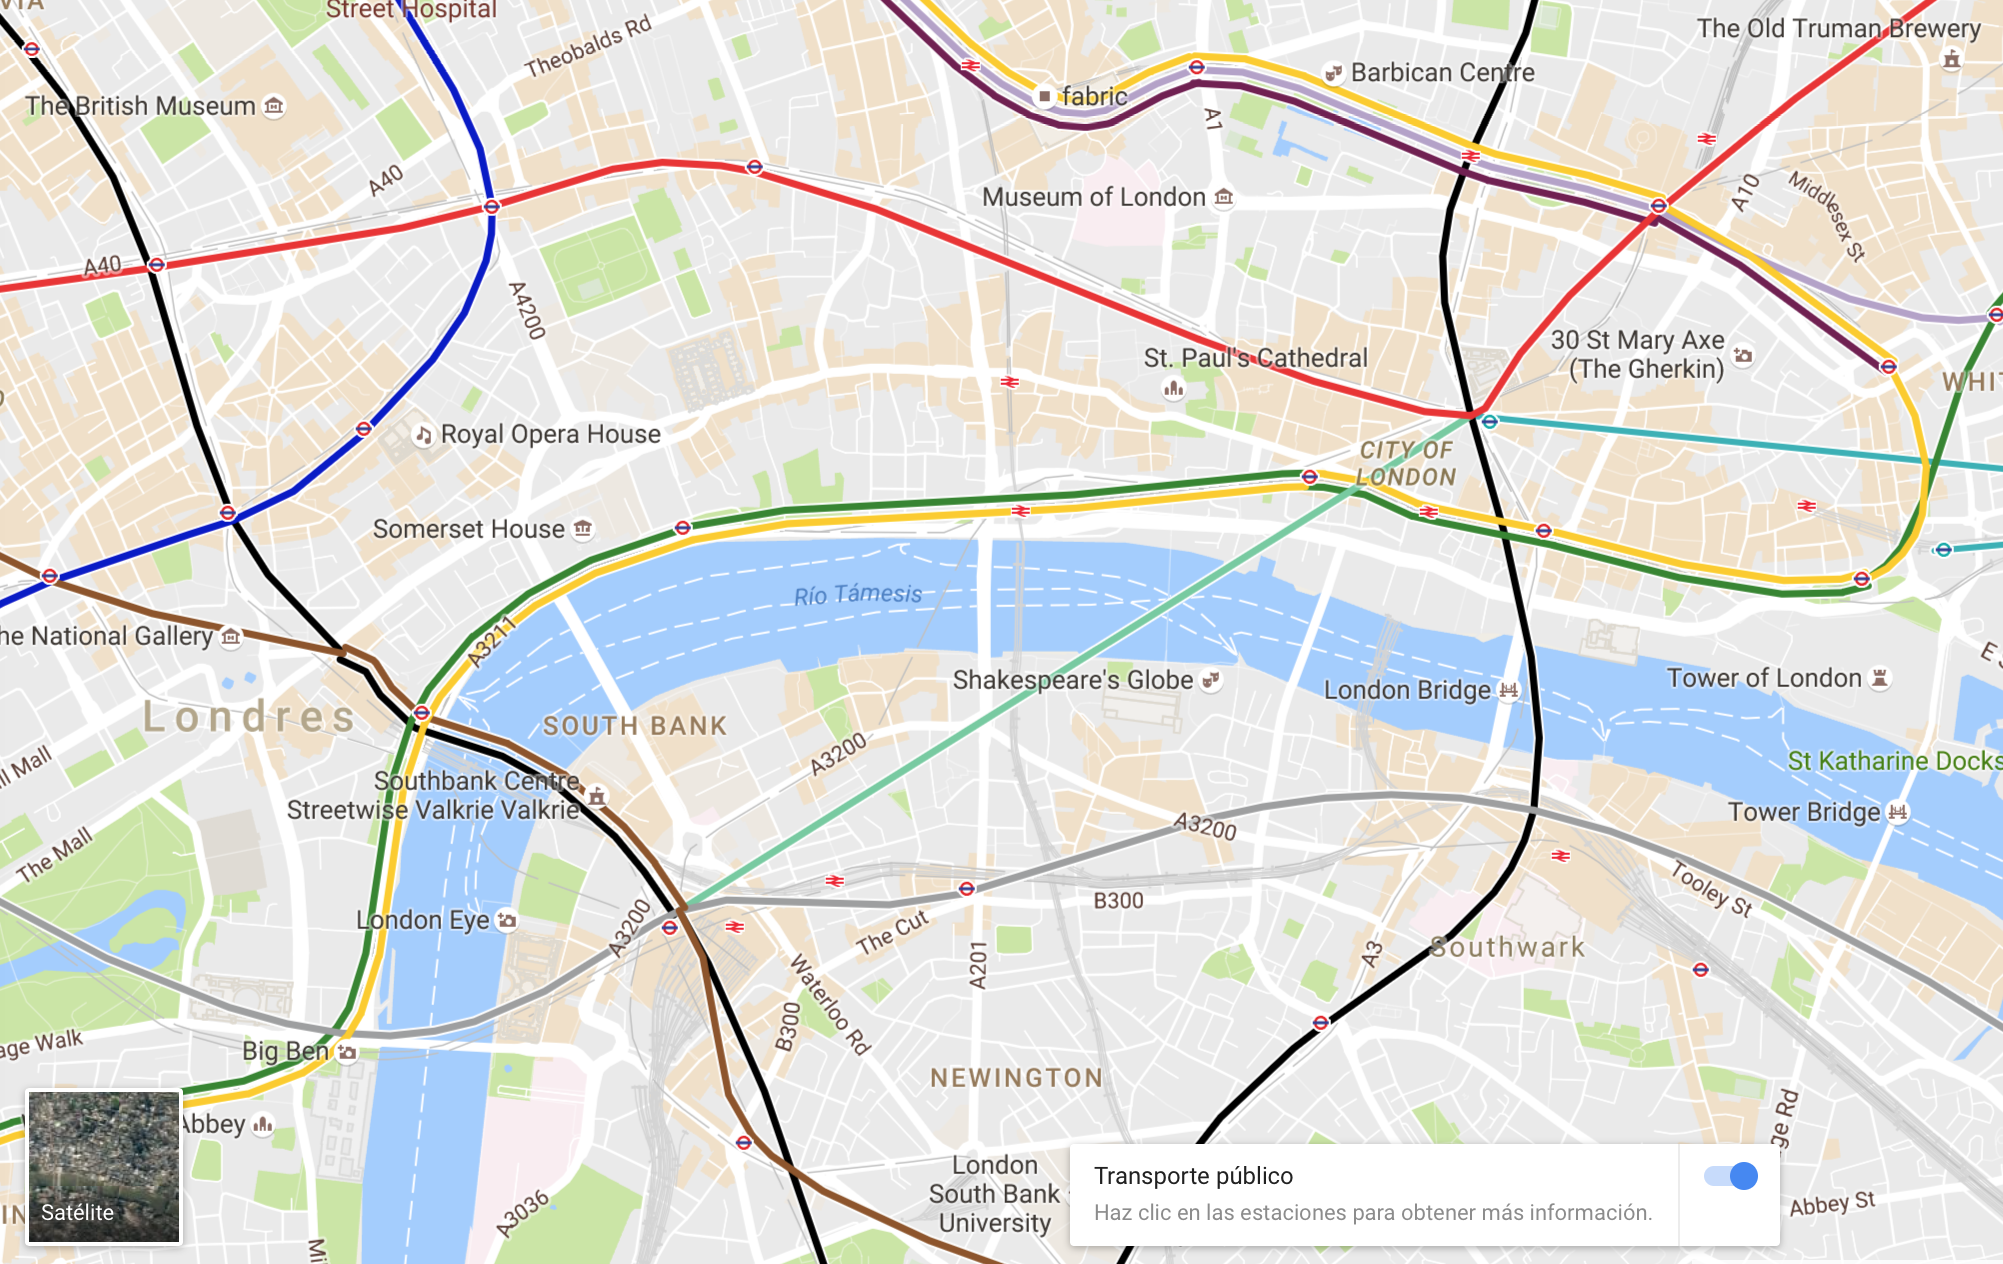 Street Hospital
Theobalds Rd
The Old Truman Brewery
Barbican Centre
fabric
The British Museum
A1
A40
Museum of London
A10
Middlesex St
A40
A4200
30 St Mary Axe
(The Gherkin)
St. Paul's Cathedral
Royal Opera House
CITY OF
LONDON
Somerset House
Río Támesis
A3211
he National Gallery
Shakespeare's Globe
London Bridge
Tower of London
Londres
SOUTH BANK
A3200
St Katharine Docks
Southbank Centre
Streetwise Valkrie Valkrie
Tower Bridge
The Mall
A3200
Tooley St
B300
London Eye
A3200
The Cut
A201
A3
Southwark
Waterloo Rd
B300
age Walk
Big Ben
NEWINGTON
Abbey
London
South Bank
University
A3036
Satélite
Transporte público
Haz clic en las estaciones para obtener más información.
ge Rd
Abbey St